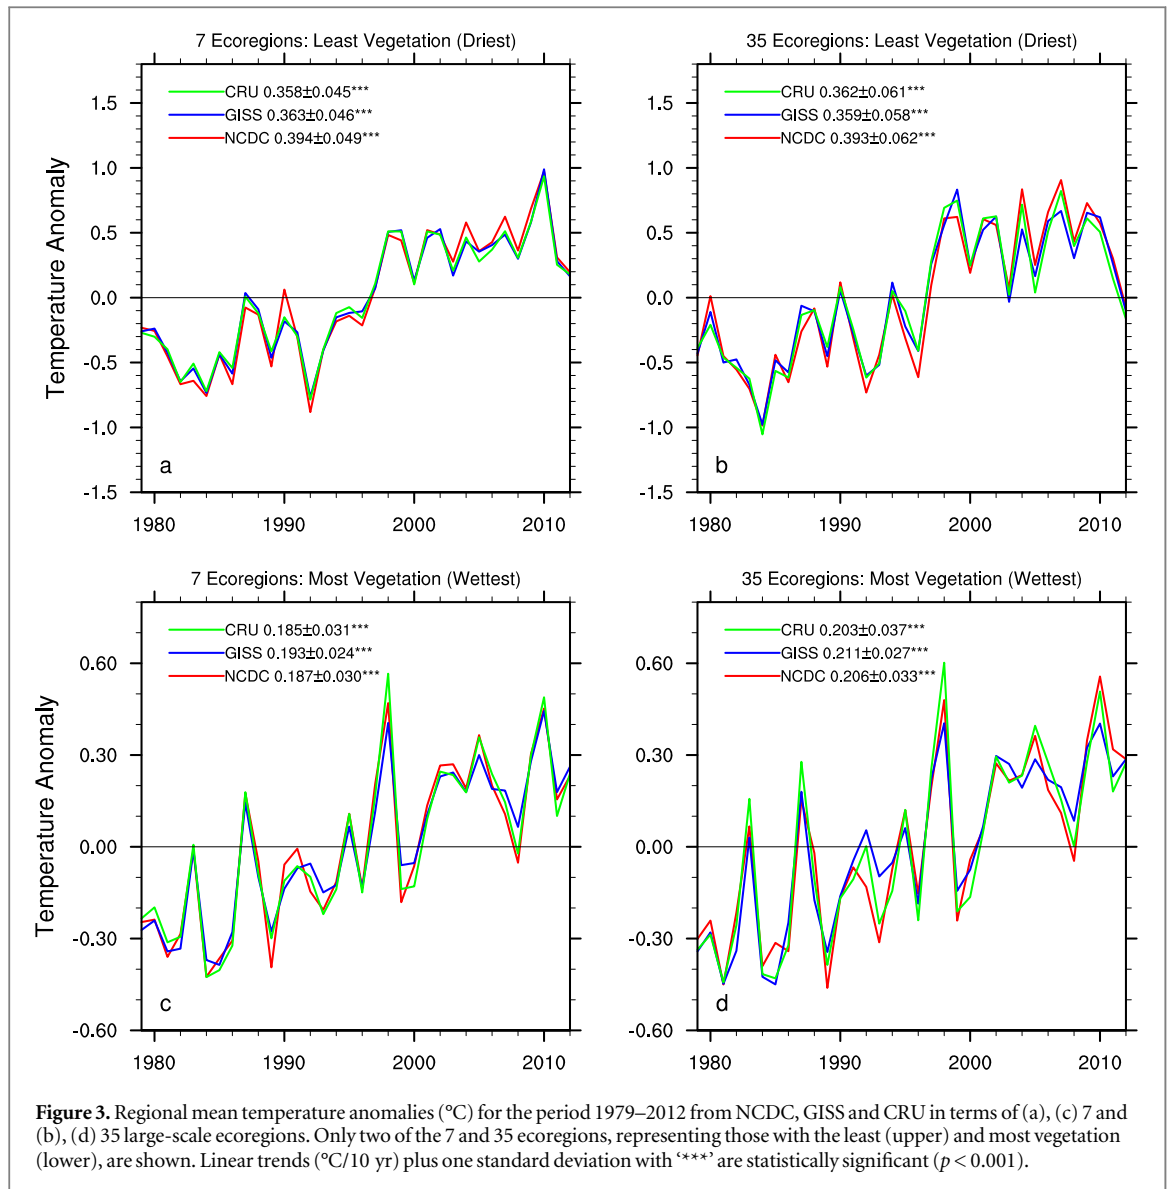 7 Ecoregions: Least Vegetation (Driest)
CRU 0.358±0.045***
GISS 0.363±0.046***
NCDC 0.394±0.049***
Temperature Anomaly
1.5
1.0
0.5
0.0
-0.5
-1.0
-1.5
a
1980
1990
2000
2010
35 Ecoregions: Least Vegetation (Driest)
CRU 0.362±0.061***
GISS 0.359±0.058***
NCDC 0.393±0.062***
1.5
1.0
0.5
0.0
-0.5
-1.0
-1.5
b
1980
1990
2000
2010
7 Ecoregions: Most Vegetation (Wettest)
CRU 0.185±0.031***
GISS 0.193±0.024***
NCDC 0.187±0.030***
Temperature Anomaly
0.60
0.30
0.00
-0.30
-0.60
c
1980
1990
2000
2010
35 Ecoregions: Most Vegetation (Wettest)
CRU 0.203±0.037***
GISS 0.211±0.027***
NCDC 0.206±0.033***
0.60
0.30
0.00
-0.30
-0.60
d
1980
1990
2000
2010
Figure 3. Regional mean temperature anomalies (°C) for the period 1979–2012 from NCDC, GISS and CRU in terms of (a), (c) 7 and
(b), (d) 35 large-scale ecoregions. Only two of the 7 and 35 ecoregions, representing those with the least (upper) and most vegetation
(lower), are shown. Linear trends (°C/10 yr) plus one standard deviation with ‘***’ are statistically significant (p < 0.001).